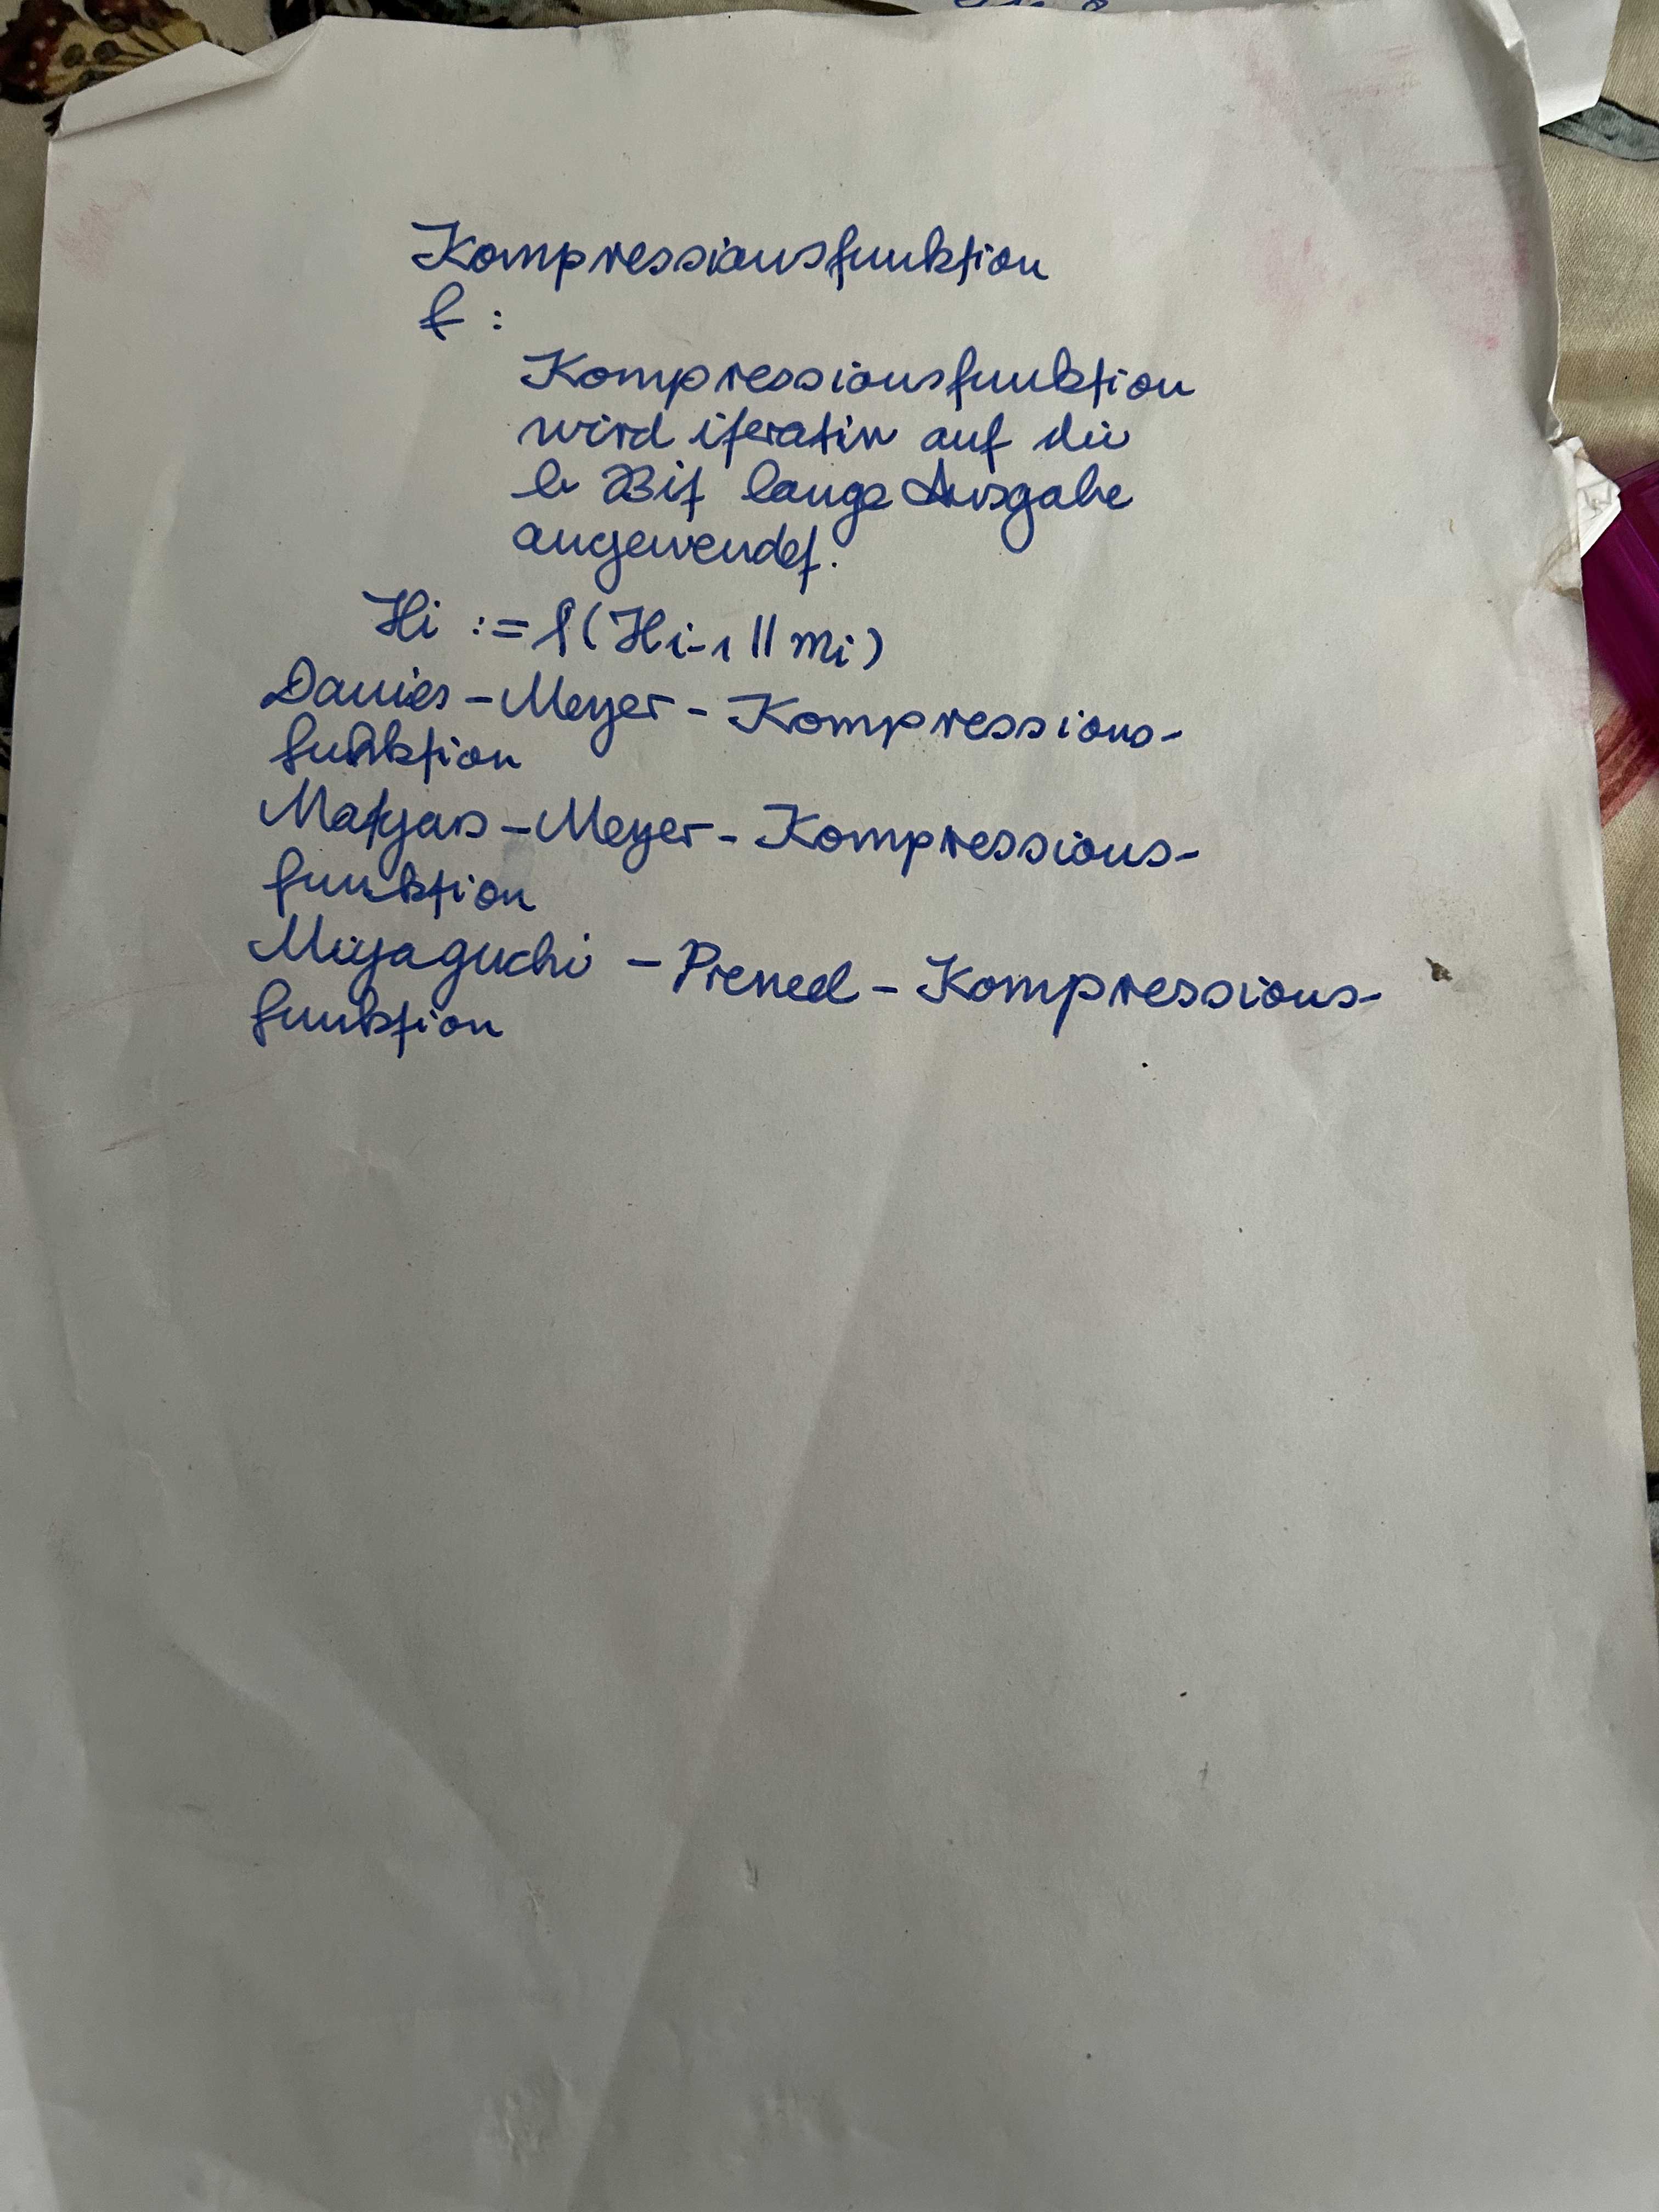 Kompressionsfunktion
f :
Kompressionsfunktion
wird iterativ auf die
b Bit lange Ausgabe
angewendet.
Hi := f(Hi-1 || mi)
Davies-Meyer-Kompressions-
funktion
Matyas-Meyer-Kompressions-
funktion
Miyaguchi-Preneel-Kompressions-
funktion